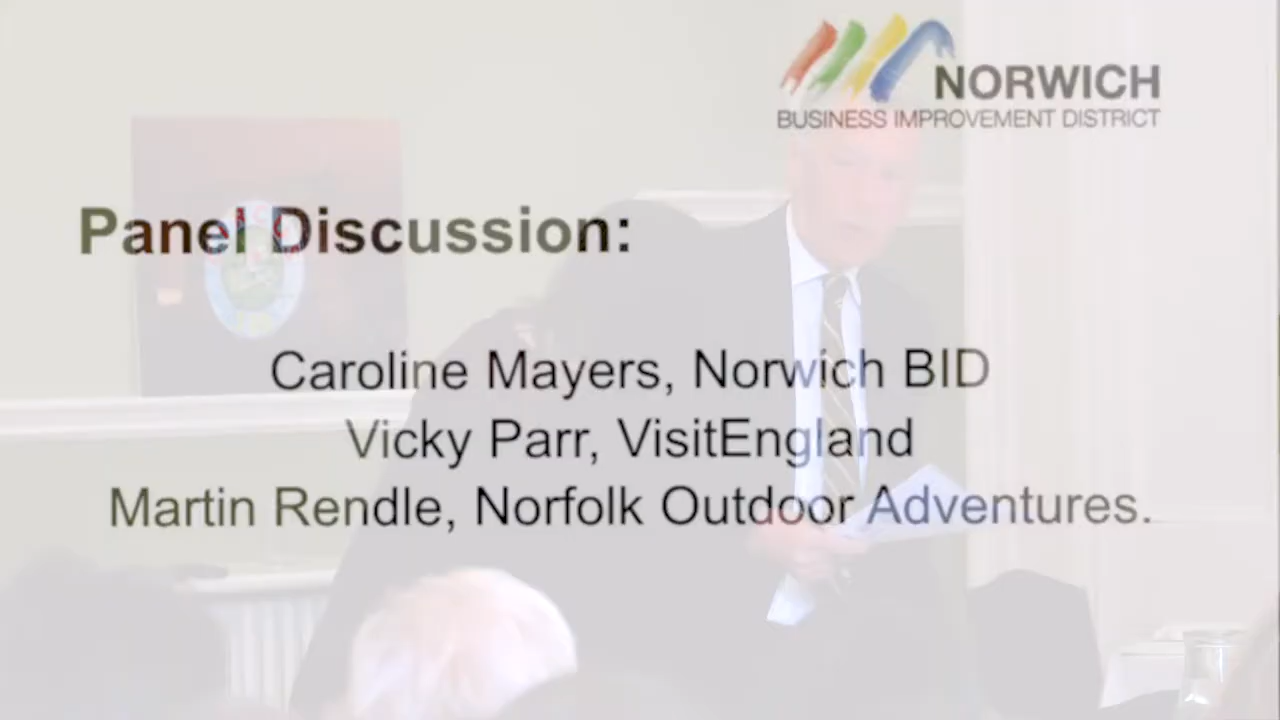 NORWICH
BUSINESS IMPROVEMENT DISTRICT
Panel Discussion:
Caroline Mayers, Norwich BID
Vicky Parr, VisitEngland
Martin Rendle, Norfolk Outdoor Adventures.